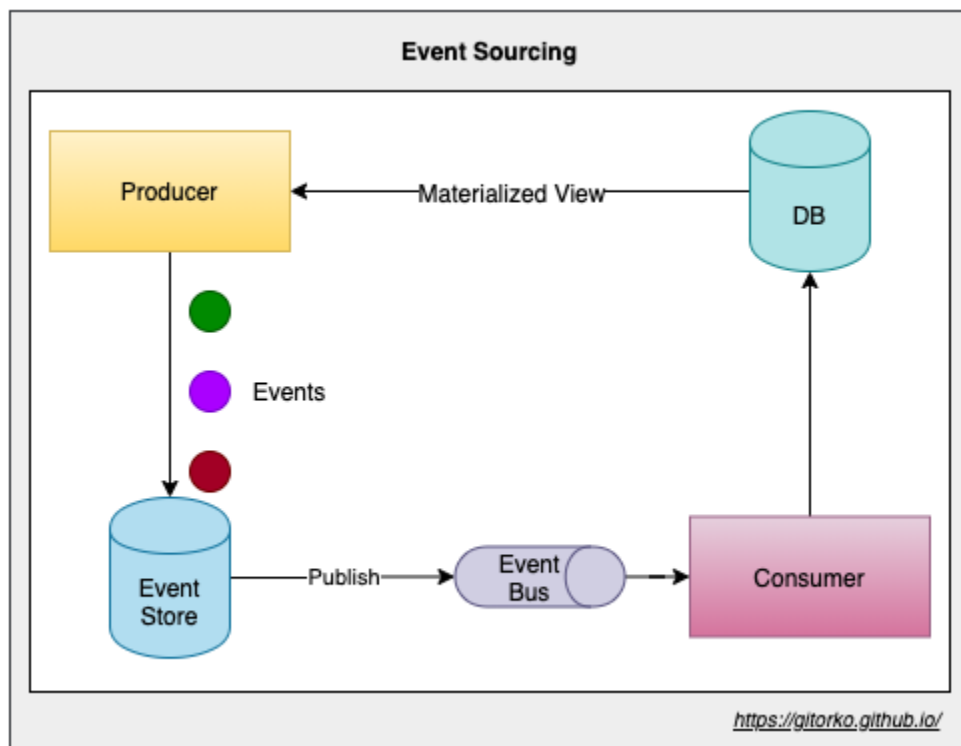 Event Sourcing
Producer
Materialized View
DB
Events
Event
Store
Publish
Event
Bus
Consumer
https://gitorko.github.io/